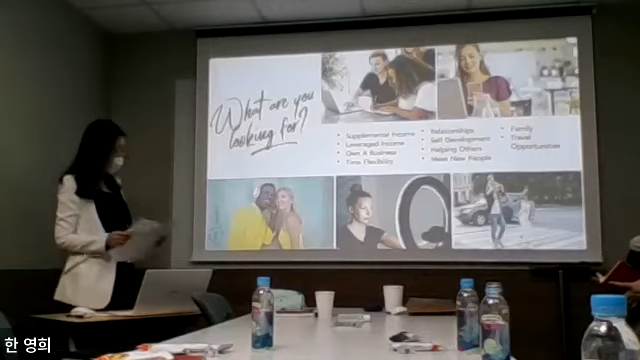 What are you
looking for?
• Supplemental Income
• Leveraged Income
• Own A Business
• Time Flexibility
• Relationships
• Self Development
• Helping Others
• Meet New People
• Family
• Travel
Opportunities
한 영희